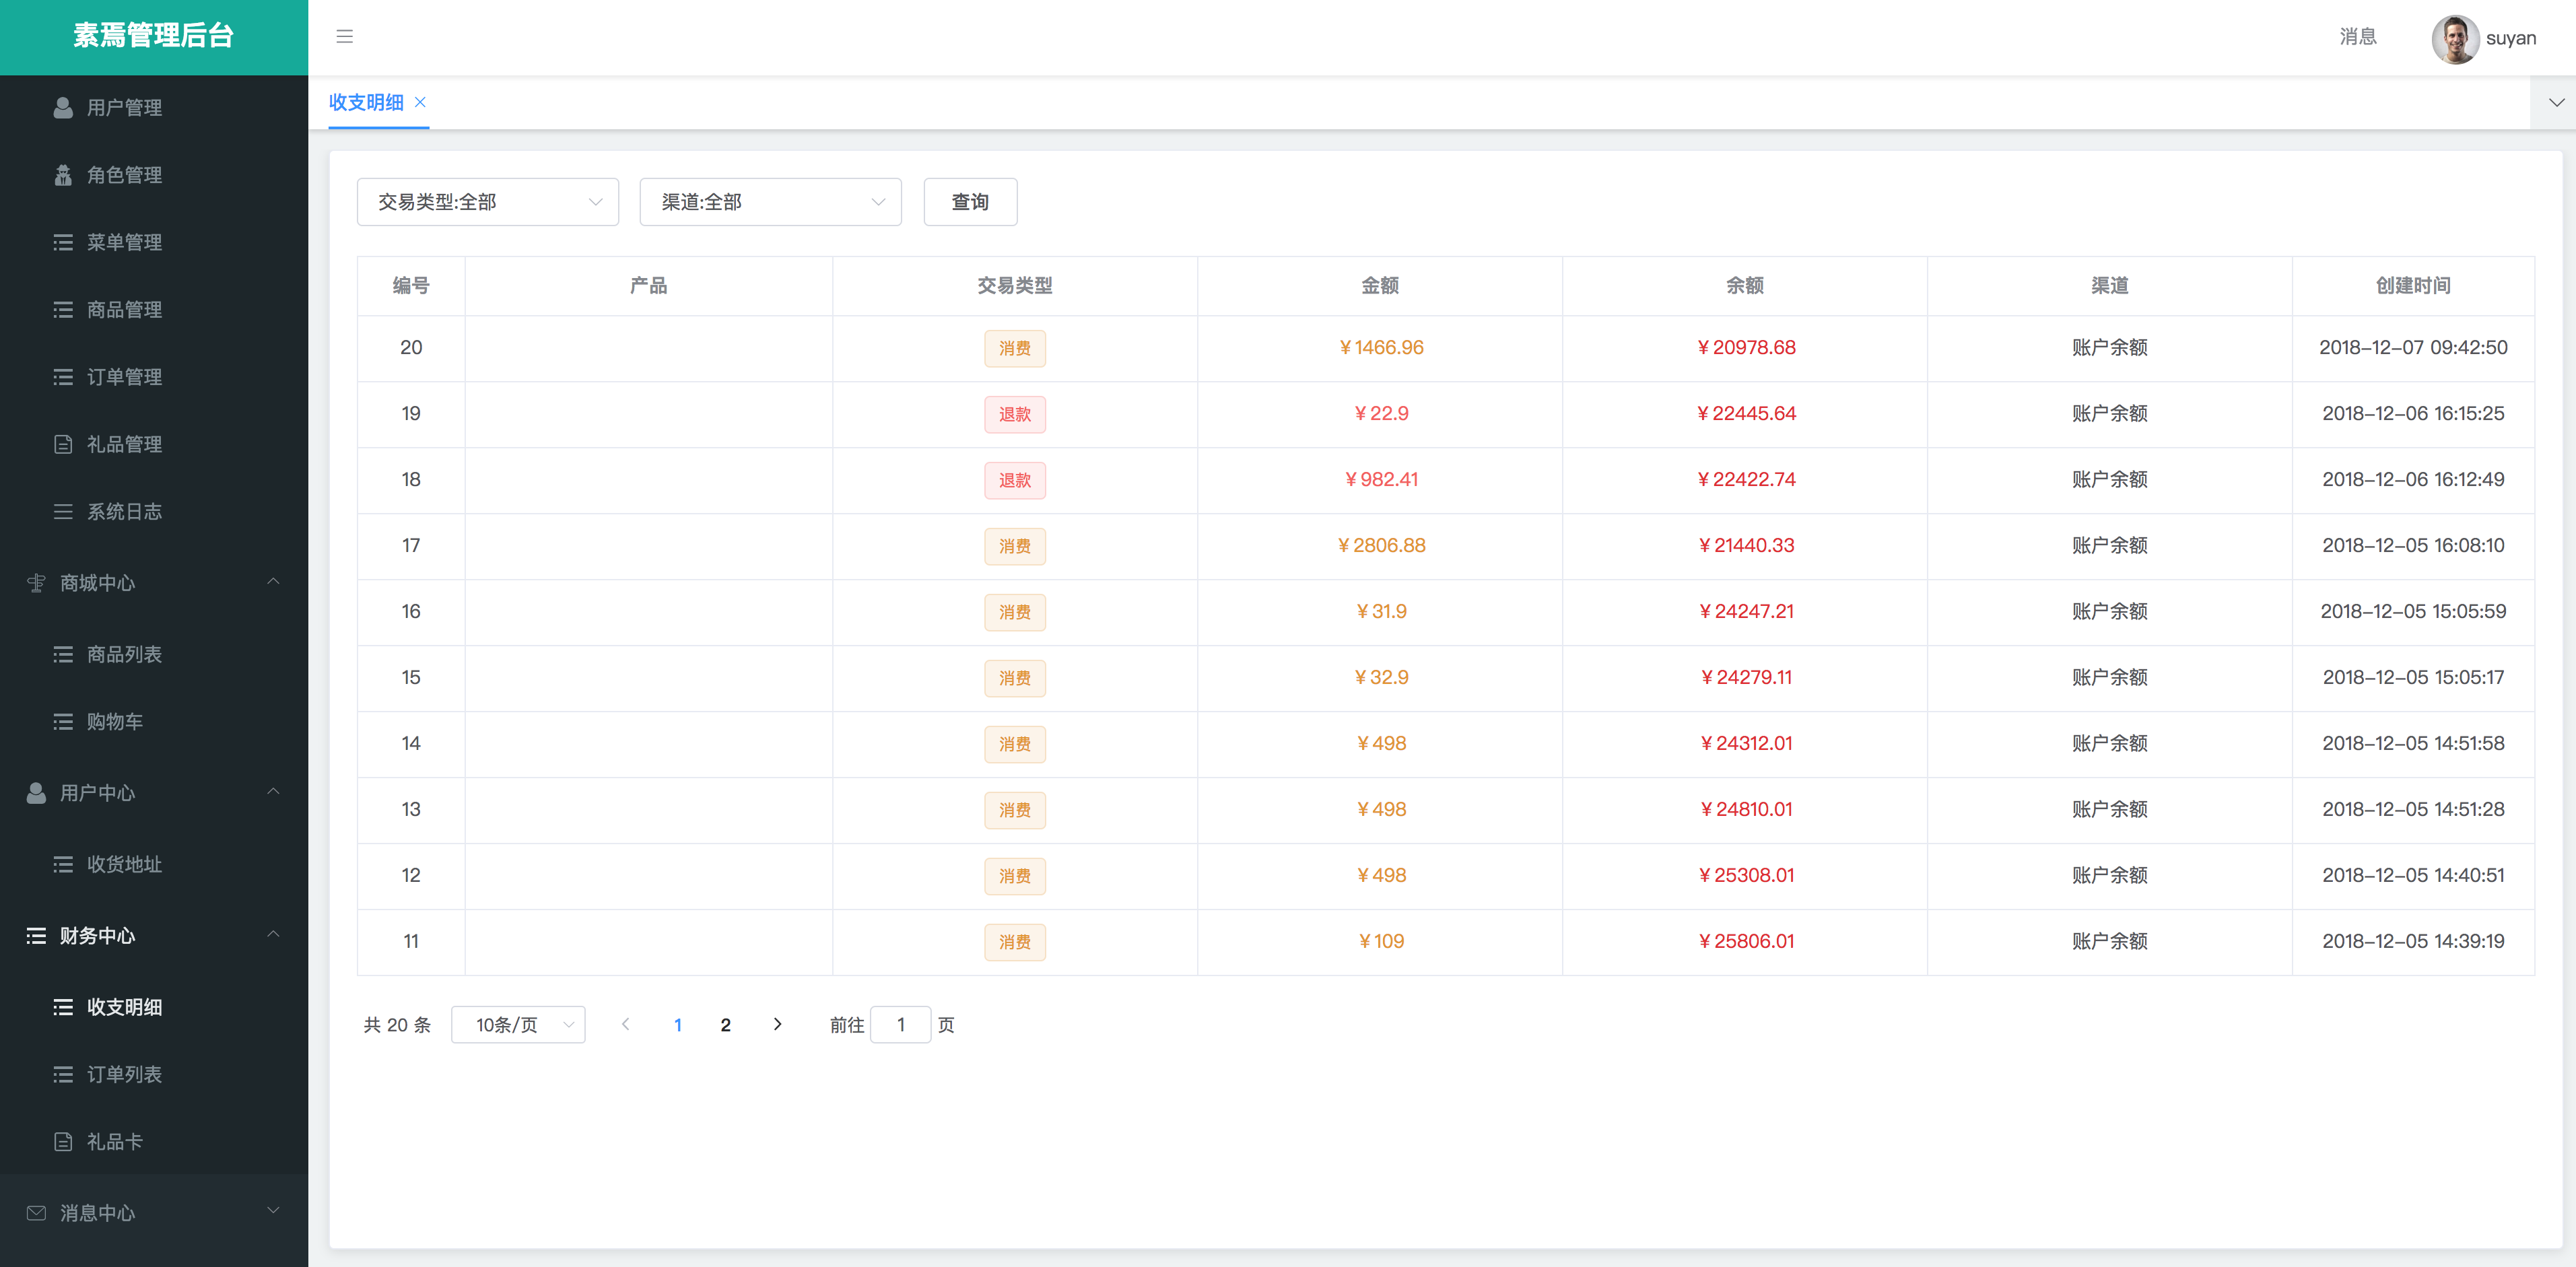 素焉管理后台
消息 suyan
用户管理
角色管理
菜单管理
商品管理
订单管理
礼品管理
系统日志
商城中心
商品列表
购物车
用户中心
收货地址
财务中心
收支明细
订单列表
礼品卡
消息中心
收支明细
交易类型:全部 渠道:全部 查询
编号 产品 交易类型 金额 余额 渠道 创建时间
20 消费 ¥1466.96 ¥20978.68 账户余额 2018-12-07 09:42:50
19 退款 ¥22.9 ¥22445.64 账户余额 2018-12-06 16:15:25
18 退款 ¥982.41 ¥22422.74 账户余额 2018-12-06 16:12:49
17 消费 ¥2806.88 ¥21440.33 账户余额 2018-12-05 16:08:10
16 消费 ¥31.9 ¥24247.21 账户余额 2018-12-05 15:05:59
15 消费 ¥32.9 ¥24279.11 账户余额 2018-12-05 15:05:17
14 消费 ¥498 ¥24312.01 账户余额 2018-12-05 14:51:58
13 消费 ¥498 ¥24810.01 账户余额 2018-12-05 14:51:28
12 消费 ¥498 ¥25308.01 账户余额 2018-12-05 14:40:51
11 消费 ¥109 ¥25806.01 账户余额 2018-12-05 14:39:19
共 20 条 10条/页 1 2 前往 1 页